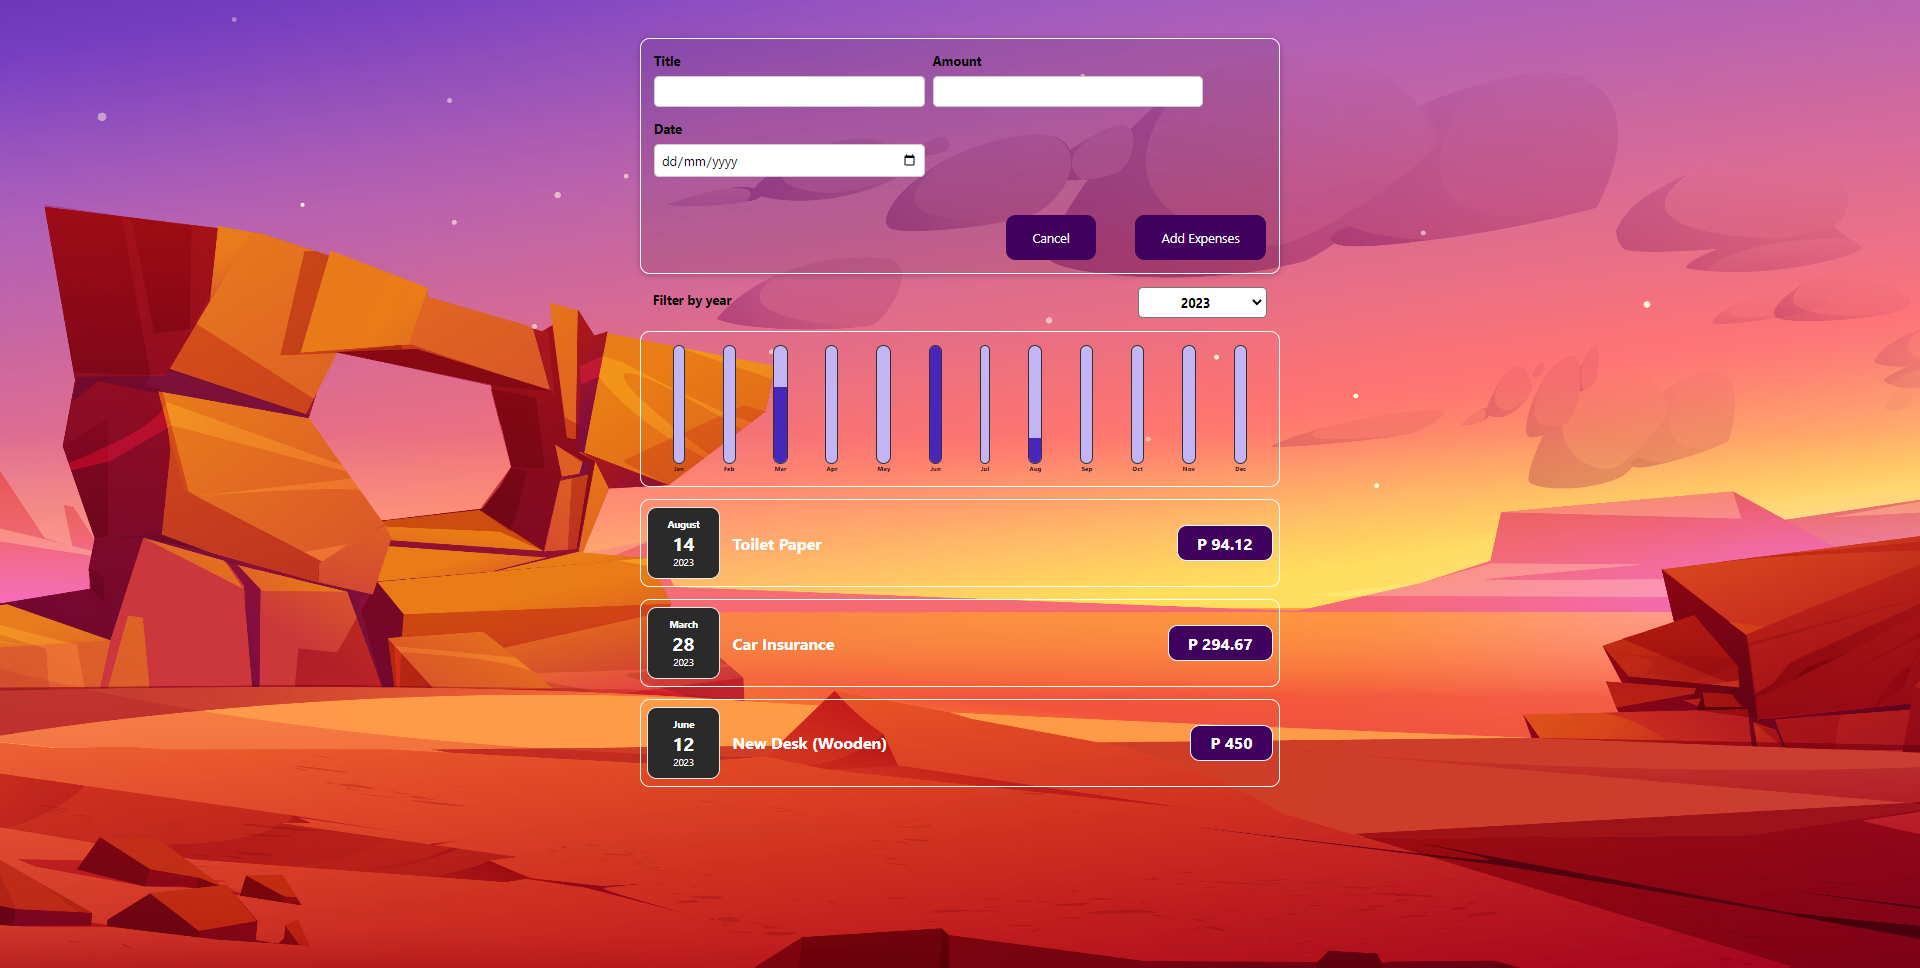 Title Amount
Date
dd/mm/yyyy
Cancel Add Expenses
Filter by year 2023
Jan Feb Mar Apr May Jun Jul Aug Sep Oct Nov Dec
August
14
2023
Toilet Paper
P 94.12
March
28
2023
Car Insurance
P 294.67
June
12
2023
New Desk (Wooden)
P 450